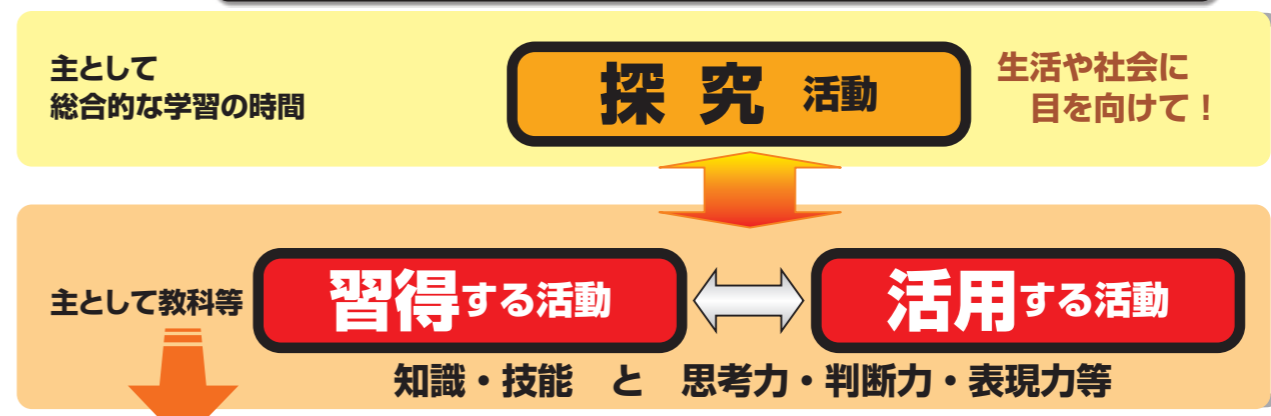 主として
総合的な学習の時間
探究 活動
生活や社会に
目を向けて！
主として教科等
習得する活動
活用する活動
知識・技能 と 思考力・判断力・表現力等